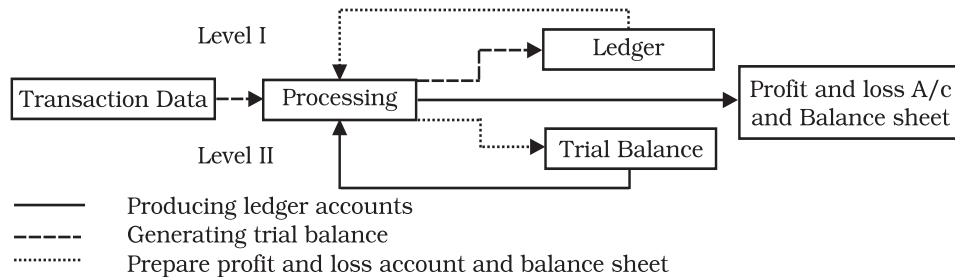 Level I
Ledger
Transaction Data
Processing
Profit and loss A/c
and Balance sheet
Level II
Trial Balance
Producing ledger accounts
Generating trial balance
Prepare profit and loss account and balance sheet